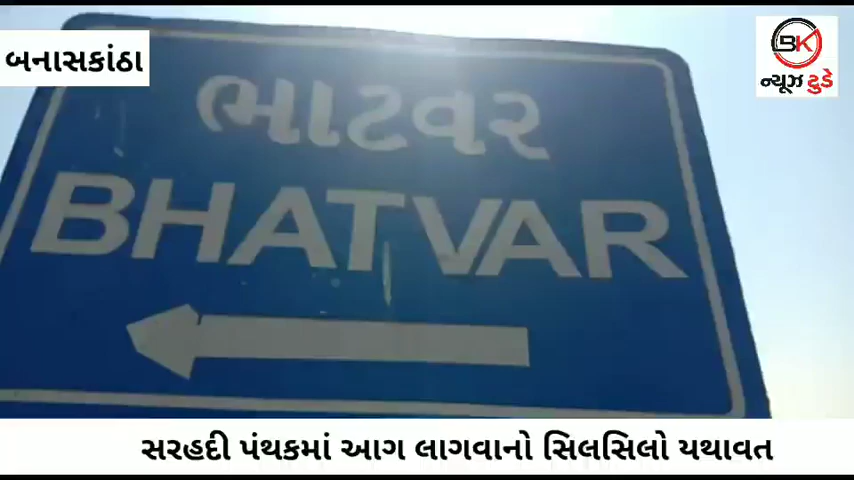 બનાસકાંઠા
BK
ન્યૂઝ ટુડે
ભાટવર
BHATVAR
સરહદી પંથકમાં આગ લાગવાનો સિલસિલો યથાવત